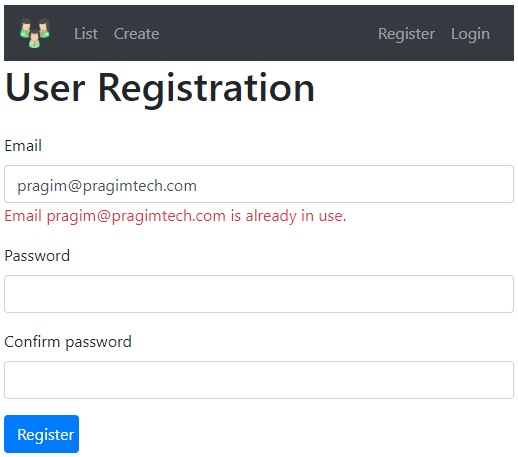 List Create Register Login
User Registration
Email
pragim@pragimtech.com
Email pragim@pragimtech.com is already in use.
Password
Confirm password
Register